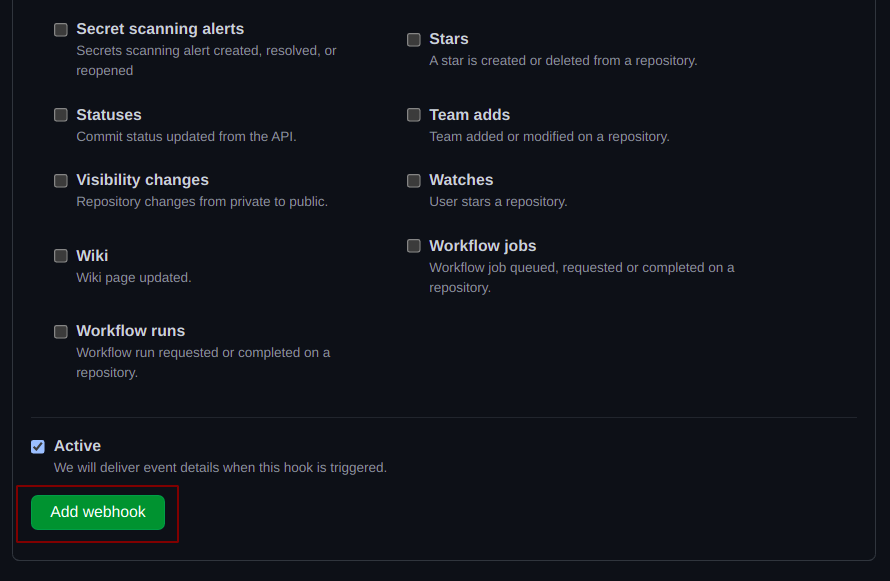 Secret scanning alerts
Secrets scanning alert created, resolved, or
reopened
Stars
A star is created or deleted from a repository.
Statuses
Commit status updated from the API.
Team adds
Team added or modified on a repository.
Visibility changes
Repository changes from private to public.
Watches
User stars a repository.
Wiki
Wiki page updated.
Workflow jobs
Workflow job queued, requested or completed on a
repository.
Workflow runs
Workflow run requested or completed on a
repository.
Active
We will deliver event details when this hook is triggered.
Add webhook